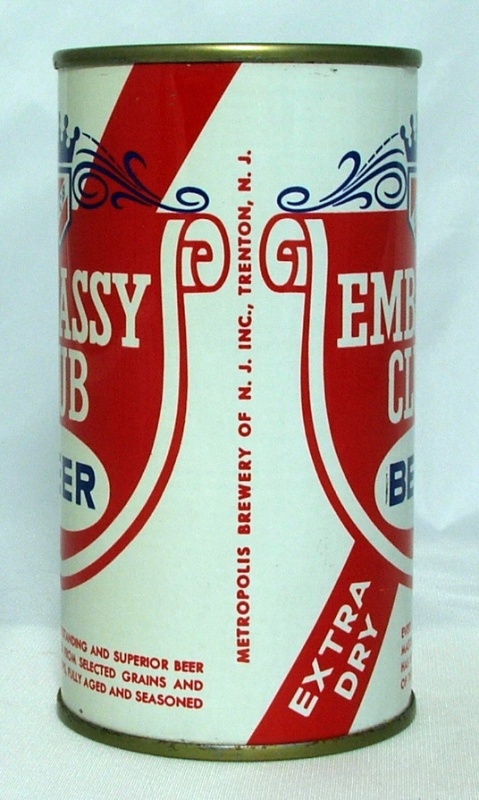 ASSY
UB
ER
STANDING AND SUPERIOR BEER
FROM SELECTED GRAINS AND
FULLY AGED AND SEASONED
METROPOLIS BREWERY OF N. J. INC., TRENTON, N. J.
EMB
CL
BE
EXTRA
DRY